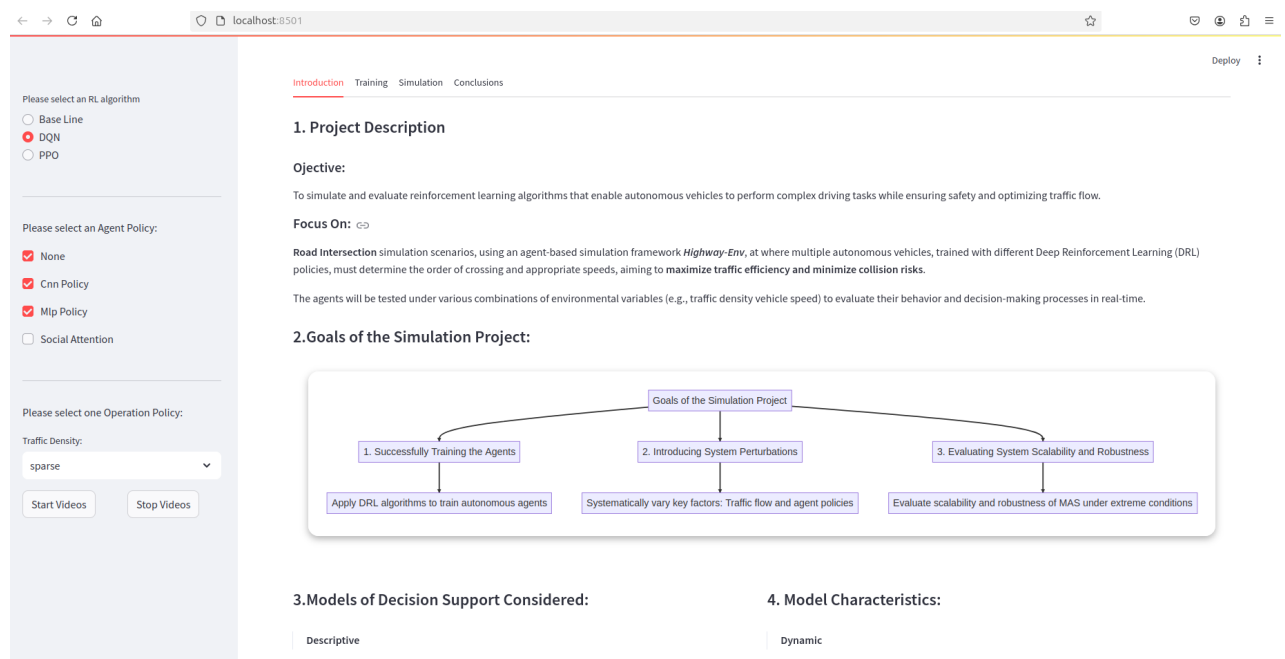 localhost:8501
Deploy
Please select an RL algorithm
Base Line
DQN
PPO
Please select an Agent Policy:
None
Cnn Policy
Mlp Policy
Social Attention
Please select one Operation Policy:
Traffic Density:
sparse
Start Videos Stop Videos
Introduction Training Simulation Conclusions
1. Project Description
Ojective:
To simulate and evaluate reinforcement learning algorithms that enable autonomous vehicles to perform complex driving tasks while ensuring safety and optimizing traffic flow.
Focus On:
Road Intersection simulation scenarios, using an agent-based simulation framework Highway-Env, at where multiple autonomous vehicles, trained with different Deep Reinforcement Learning (DRL)
policies, must determine the order of crossing and appropriate speeds, aiming to maximize traffic efficiency and minimize collision risks.
The agents will be tested under various combinations of environmental variables (e.g., traffic density vehicle speed) to evaluate their behavior and decision-making processes in real-time.
2.Goals of the Simulation Project:
Goals of the Simulation Project
1. Successfully Training the Agents 2. Introducing System Perturbations 3. Evaluating System Scalability and Robustness
Apply DRL algorithms to train autonomous agents Systematically vary key factors: Traffic flow and agent policies Evaluate scalability and robustness of MAS under extreme conditions
3.Models of Decision Support Considered: 4. Model Characteristics:
Descriptive Dynamic